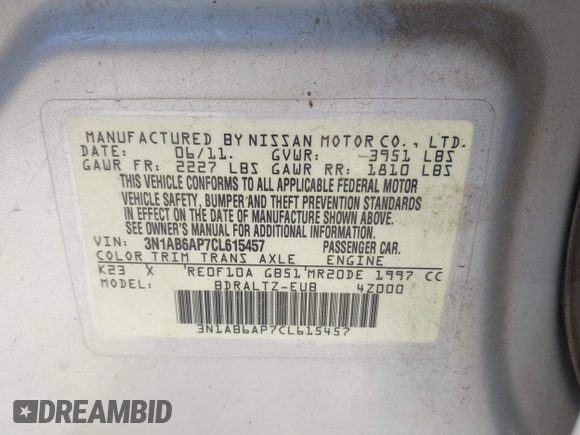 MANUFACTURED BY NISSAN MOTOR CO., LTD.
DATE: 06/11. GVWR: 3951 LBS
GAWR FR: 2227 LBS GAWR RR: 1810 LBS
THIS VEHICLE CONFORMS TO ALL APPLICABLE FEDERAL MOTOR
VEHICLE SAFETY, BUMPER AND THEFT PREVENTION STANDARDS
IN EFFECT ON THE DATE OF MANUFACTURE SHOWN ABOVE.
SEE OWNER'S MANUAL FOR ADDITIONAL INFORMATION.
VIN: 3N1AB6AP7CL615457 PASSENGER CAR.
COLOR TRIM TRANS AXLE ENGINE
K23 X RE0F10A GB51 MR20DE 1997 CC
MODEL: BDRALTZ-EUB 4Z000
3N1AB6AP7CL615457
DREAMBID